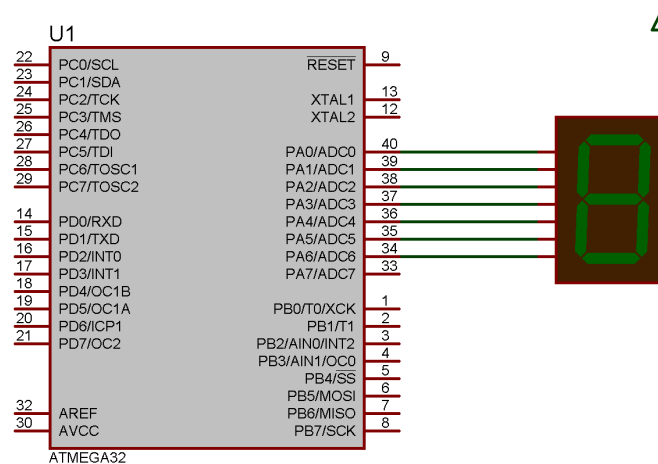 U1
22 PC0/SCL RESET 9
23 PC1/SDA
24 PC2/TCK XTAL1 13
25 PC3/TMS XTAL2 12
26 PC4/TDO
27 PC5/TDI PA0/ADC0 40
28 PC6/TOSC1 PA1/ADC1 39
29 PC7/TOSC2 PA2/ADC2 38
PA3/ADC3 37
14 PD0/RXD PA4/ADC4 36
15 PD1/TXD PA5/ADC5 35
16 PD2/INT0 PA6/ADC6 34
17 PD3/INT1 PA7/ADC7 33
18 PD4/OC1B
19 PD5/OC1A PB0/T0/XCK 1
20 PD6/ICP1 PB1/T1 2
21 PD7/OC2 PB2/AIN0/INT2 3
PB3/AIN1/OC0 4
PB4/SS 5
PB5/MOSI 6
32 AREF PB6/MISO 7
30 AVCC PB7/SCK 8
ATMEGA32